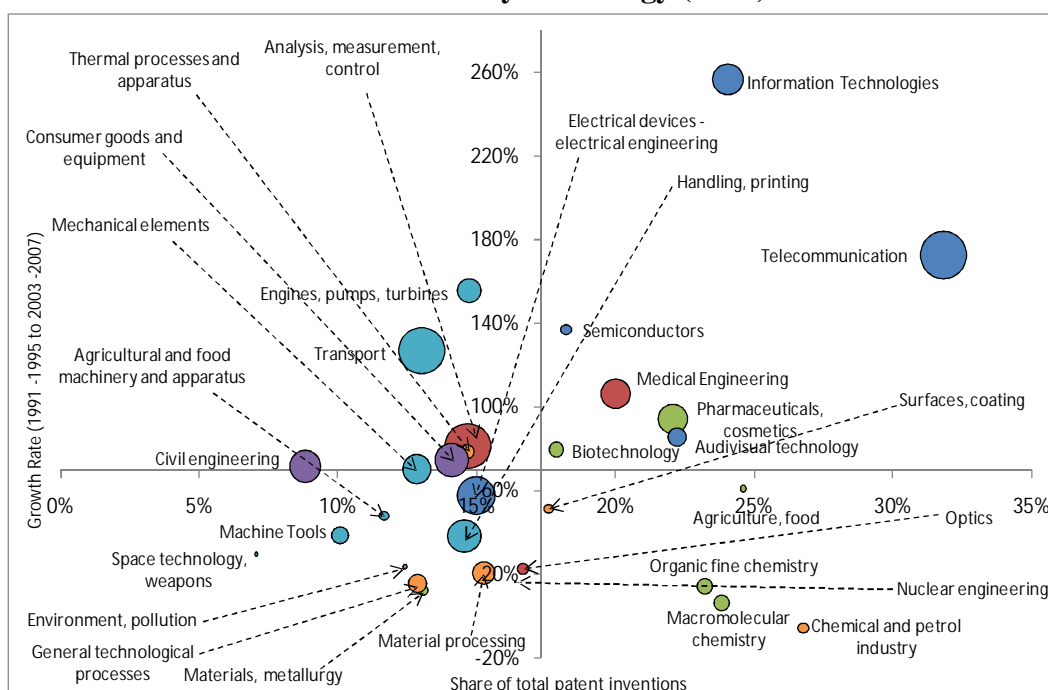 Analysis, measurement,
control
Thermal processes and
apparatus
260%
Information Technologies
Consumer goods and
equipment
Electrical devices -
electrical engineering
220%
Handling, printing
Mechanical elements
180%
Telecommunication
Growth Rate (1991 -1995 to 2003 -2007)
Engines, pumps, turbines
140%
Semiconductors
Transport
Agricultural and food
machinery and apparatus
Medical Engineering
100%
Surfaces, coating
Pharmaceuticals,
cosmetics
Audivisual technology
Biotechnology
Civil engineering
60%
0%
5%
10%
15%
20%
25%
30%
35%
Agriculture, food
Optics
Machine Tools
Space technology,
weapons
Organic fine chemistry
20%
Nuclear engineering
Environment, pollution
Macromolecular
chemistry
Chemical and petrol
industry
Material processing
General technological
processes
-20%
Materials, metallurgy
Share of total patent inventions